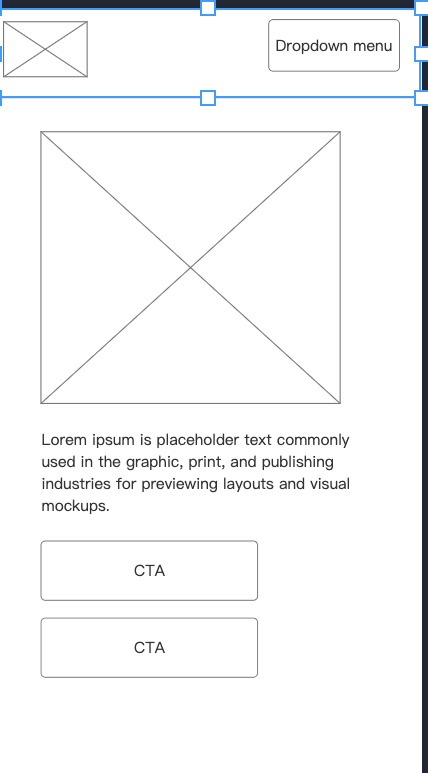 Dropdown menu
Lorem ipsum is placeholder text commonly
used in the graphic, print, and publishing
industries for previewing layouts and visual
mockups.
CTA
CTA